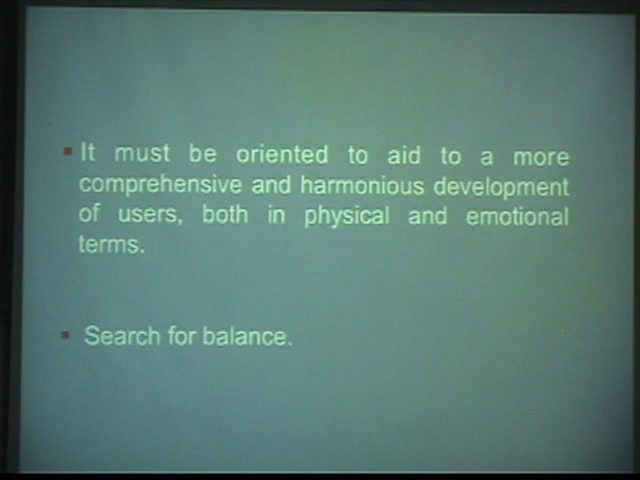 It must be oriented to aid to a more
comprehensive and harmonious development
of users, both in physical and emotional
terms.
Search for balance.